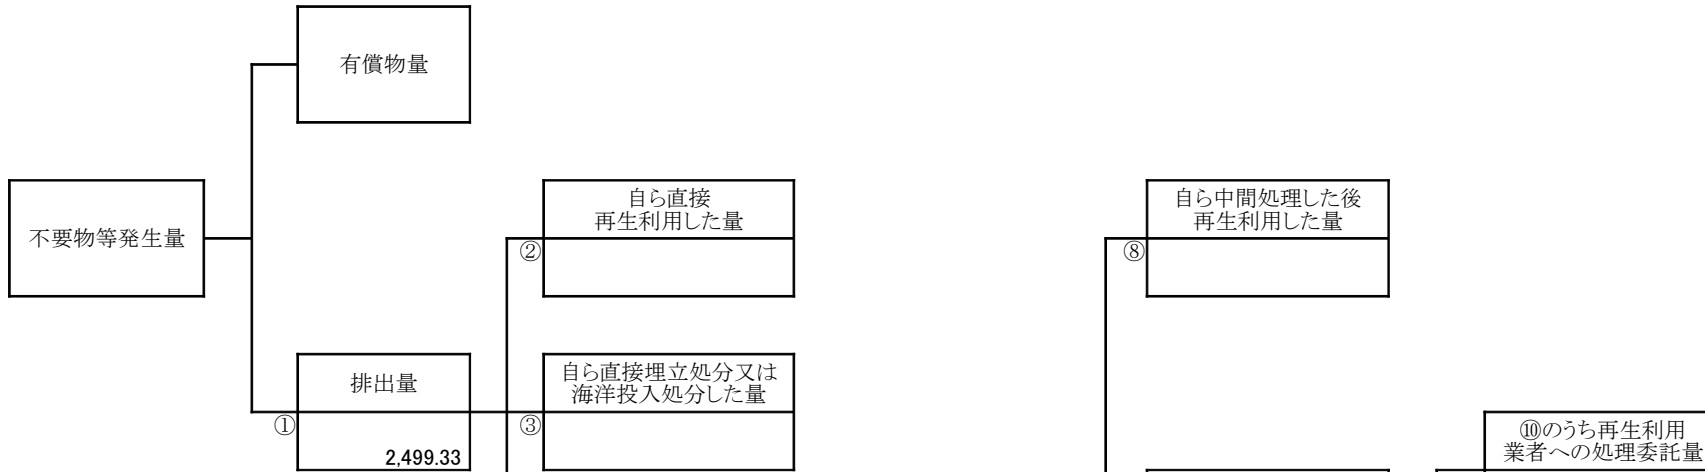 有償物量
不要物等発生量
自ら直接
再生利用した量
②
自ら中間処理した後
再生利用した量
⑧
排出量
①
2,499.33
自ら直接埋立処分又は
海洋投入処分した量
③
⑩のうち再生利用
業者への処理委託量